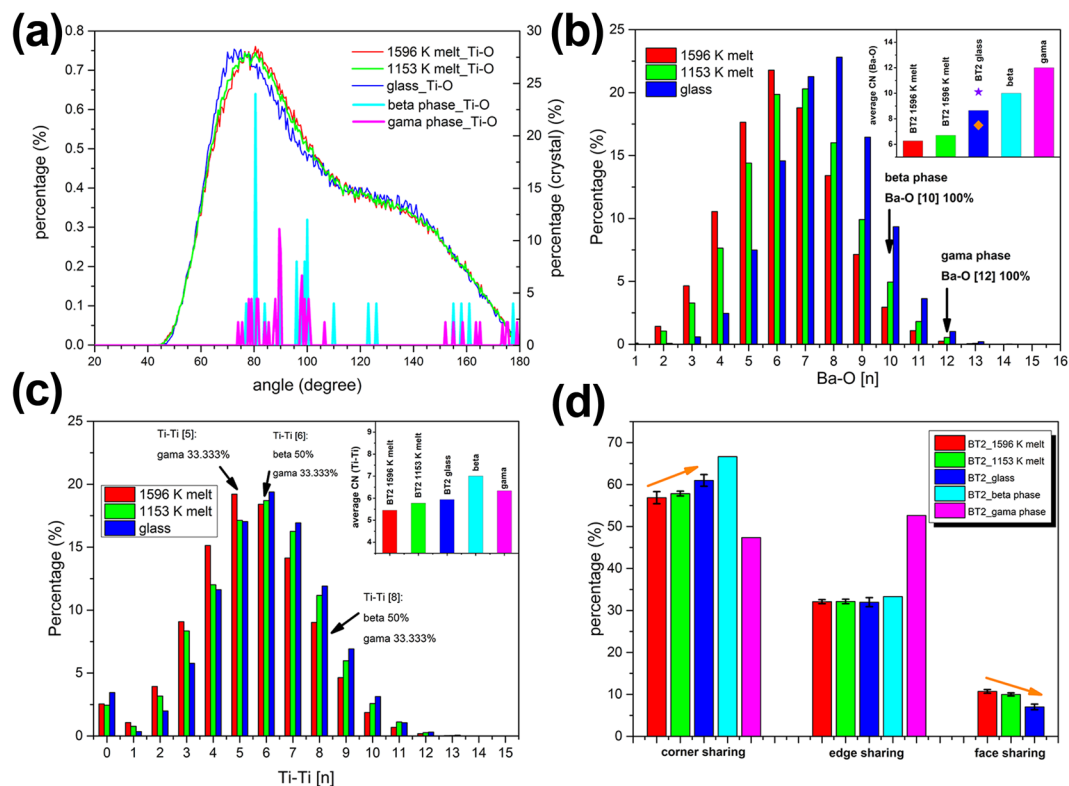 (a)
0.8
0.7
0.6
0.5
0.4
0.3
0.2
0.1
0.0
percentage (%)
1596 K melt_Ti-O
1153 K melt_Ti-O
glass_Ti-O
beta phase_Ti-O
gama phase_Ti-O
30
25
20
15
10
5
0
percentage (crystal) (%)
20 40 60 80 100 120 140 160 180
angle (degree)
(b)
25
20
15
10
5
0
Percentage (%)
1596 K melt
1153 K melt
glass
14
12
10
8
6
average CN (Ba-O)
BT2 1596 K melt
BT2 1596 K melt
BT2 glass
beta
gama
beta phase
Ba-O [10] 100%
gama phase
Ba-O [12] 100%
1 2 3 4 5 6 7 8 9 10 11 12 13 14 15 16
Ba-O [n]
(c)
25
20
15
10
5
0
Percentage (%)
Ti-Ti [5]:
gama 33.333%
Ti-Ti [6]:
beta 50%
gama 33.333%
1596 K melt
1153 K melt
glass
9
8
7
6
5
4
average CN (Ti-Ti)
BT2 1596 K melt
BT2 1153 K melt
BT2 glass
beta
gama
Ti-Ti [8]:
beta 50%
gama 33.333%
0 1 2 3 4 5 6 7 8 9 10 11 12 13 14 15
Ti-Ti [n]
(d)
70
60
50
40
30
20
10
0
percentage (%)
BT2_1596 K melt
BT2_1153 K melt
BT2_glass
BT2_beta phase
BT2_gama phase
corner sharing edge sharing face sharing